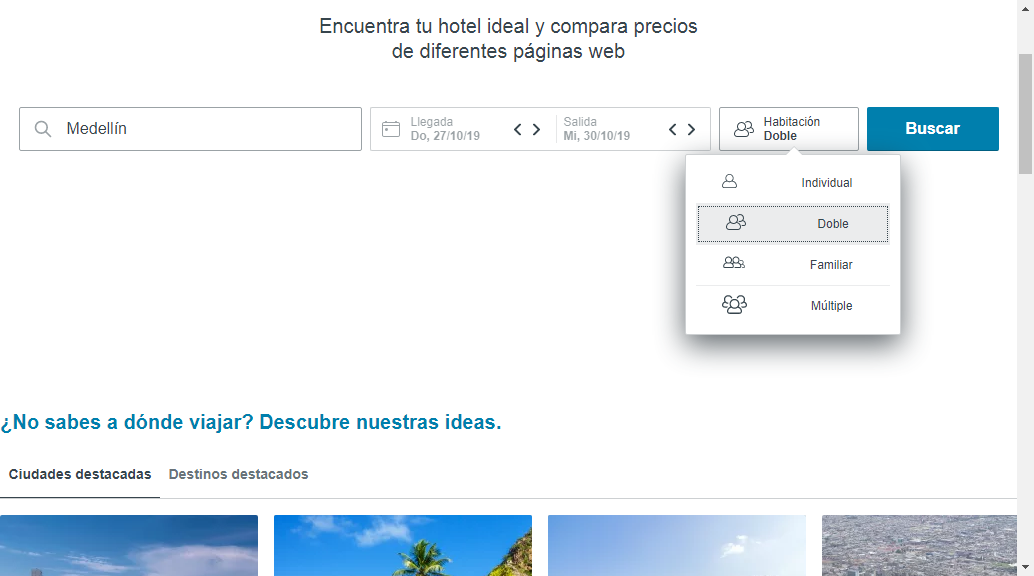 Encuentra tu hotel ideal y compara precios
de diferentes páginas web
Medellín
Llegada
Do, 27/10/19
Salida
Mi, 30/10/19
Habitación
Doble
Buscar
Individual
Doble
Familiar
Múltiple
¿No sabes a dónde viajar? Descubre nuestras ideas.
Ciudades destacadas
Destinos destacados